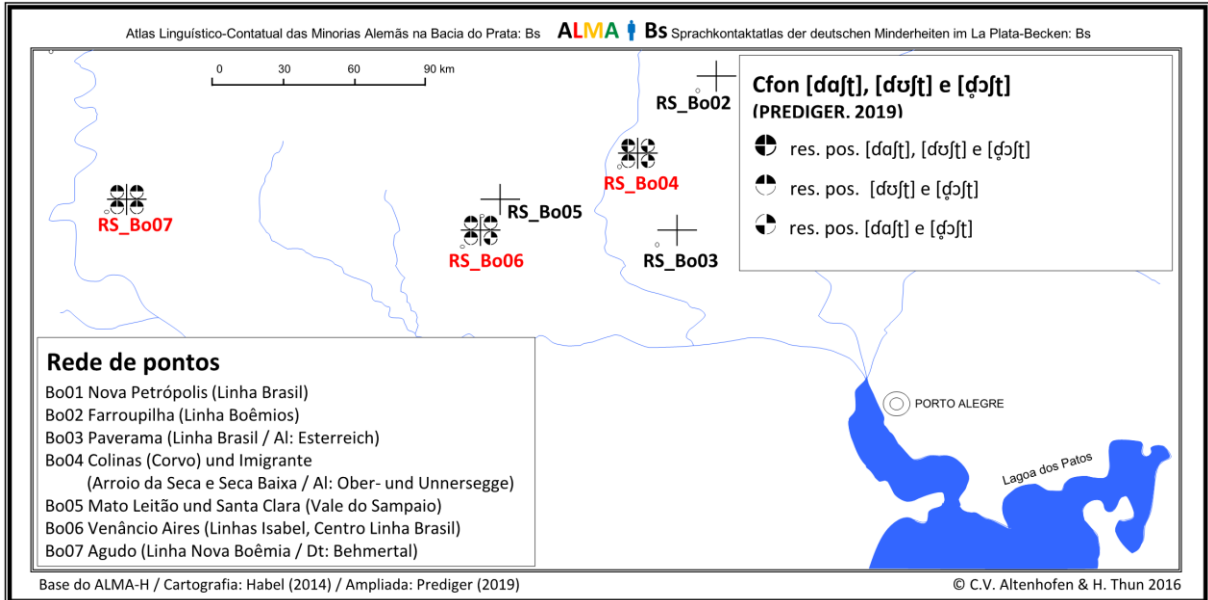 Atlas Linguístico-Contatual das Minorias Alemãs na Bacia do Prata: Bs ALMA Bs Sprachkontaktatlas der deutschen Minderheiten im La Plata-Becken: Bs
0 30 60 90 km
RS_Bo02
RS_Bo04
RS_Bo07
RS_Bo05
RS_Bo06
RS_Bo03
Cfon [ɗɑʃʈ], [ɗʊʃʈ] e [ɗ̥ɔʃʈ]
(PREDIGER. 2019)
res. pos. [ɗɑʃʈ], [ɗʊʃʈ] e [ɗ̥ɔʃʈ]
res. pos. [ɗʊʃʈ] e [ɗ̥ɔʃʈ]
res. pos. [ɗɑʃʈ] e [ɗ̥ɔʃʈ]
Rede de pontos
Bo01 Nova Petrópolis (Linha Brasil)
Bo02 Farroupilha (Linha Boêmios)
Bo03 Paverama (Linha Brasil / Al: Esterreich)
Bo04 Colinas (Corvo) und Imigrante
(Arroio da Seca e Seca Baixa / Al: Ober- und Unnersegge)
Bo05 Mato Leitão und Santa Clara (Vale do Sampaio)
Bo06 Venâncio Aires (Linhas Isabel, Centro Linha Brasil)
Bo07 Agudo (Linha Nova Boêmia / Dt: Behmertal)
PORTO ALEGRE
Lagoa dos Patos
Base do ALMA-H / Cartografia: Habel (2014) / Ampliada: Prediger (2019)
© C.V. Altenhofen & H. Thun 2016